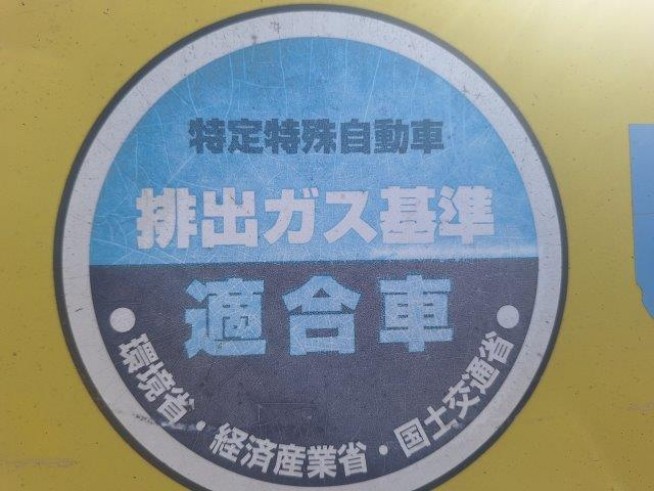 特定特殊自動車
排出ガス基準
適合車
環境省・経済産業省・国土交通省